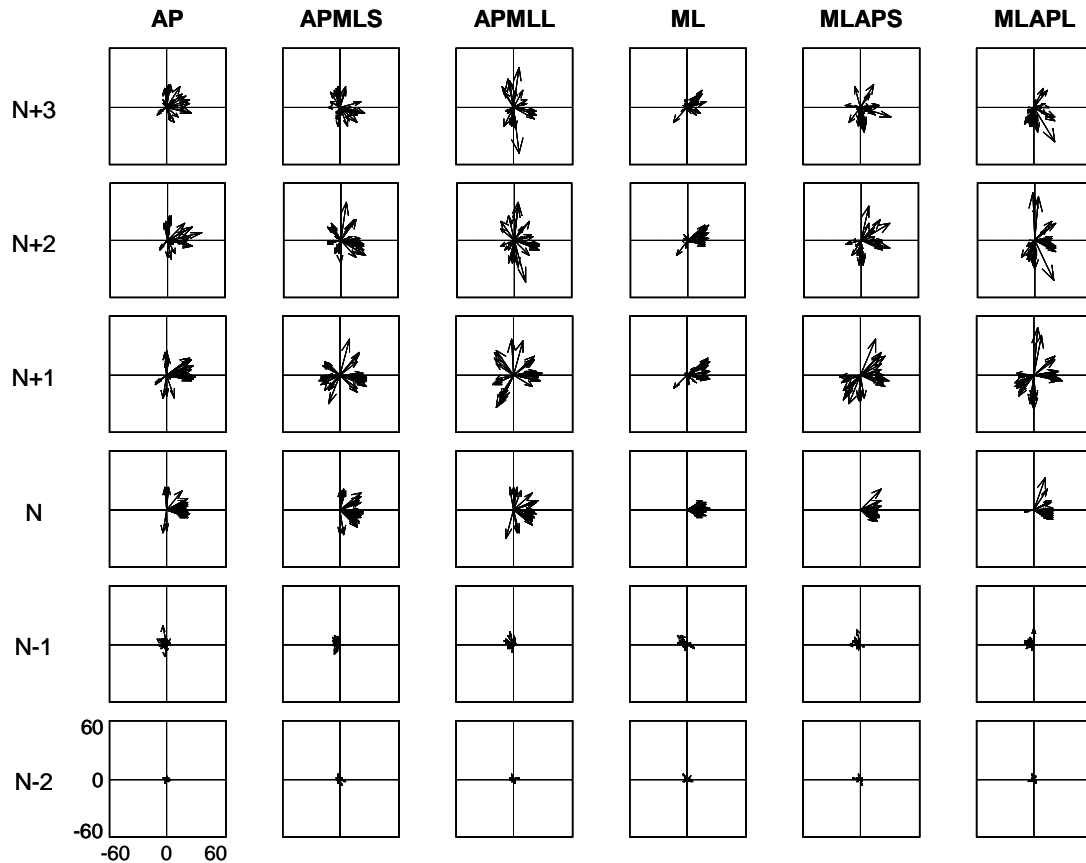 AP APMLS APMLL ML MLAPS MLAPL
N+3
N+2
N+1
N
N-1
N-2
60
0
-60
-60 0 60